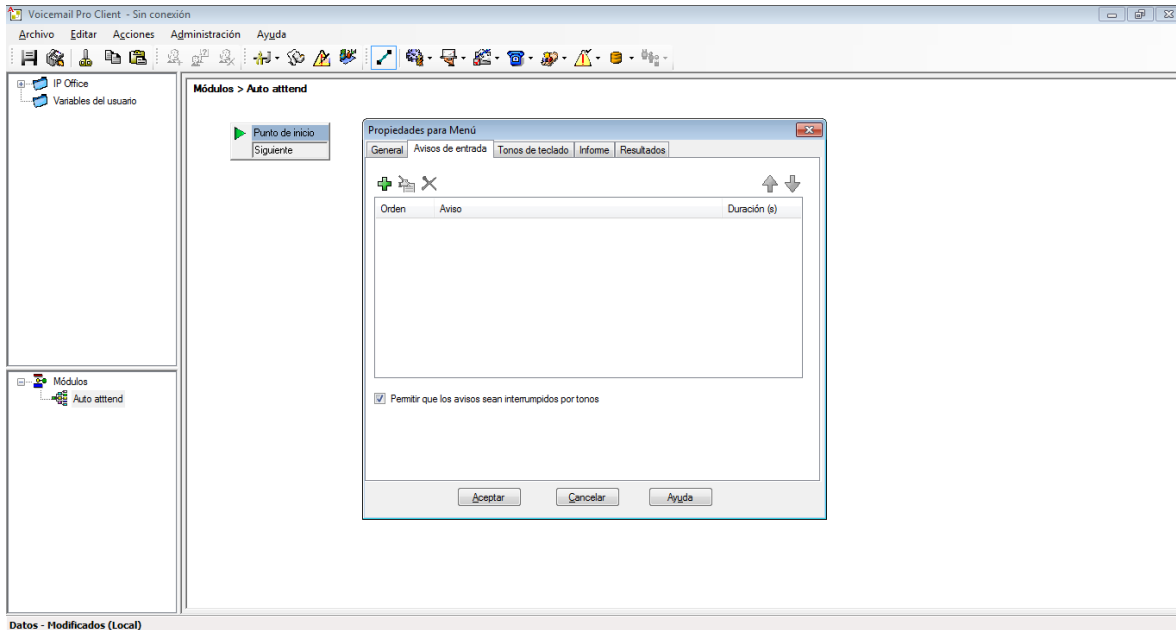 Voicemail Pro Client - Sin conexión
Archivo Editar Acciones Administración Ayuda
IP Office
Variables del usuario
Módulos > Auto atttend
Punto de inicio
Siguiente
Propiedades para Menú
General Avisos de entrada Tonos de teclado Informe Resultados
Orden Aviso Duración (s)
Permitir que los avisos sean interrumpidos por tonos
Aceptar Cancelar Ayuda
Módulos
Auto atttend
Datos - Modificados (Local)